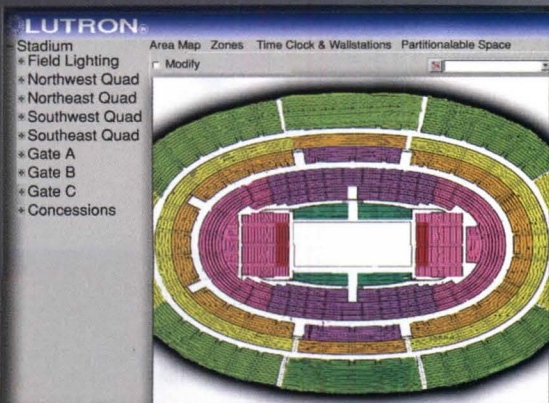 LUTRON®
Stadium
Field Lighting
Northwest Quad
Northeast Quad
Southwest Quad
Southeast Quad
Gate A
Gate B
Gate C
Concessions
Area Map Zones Time Clock & Wallstations Partitionalable Space
Modify